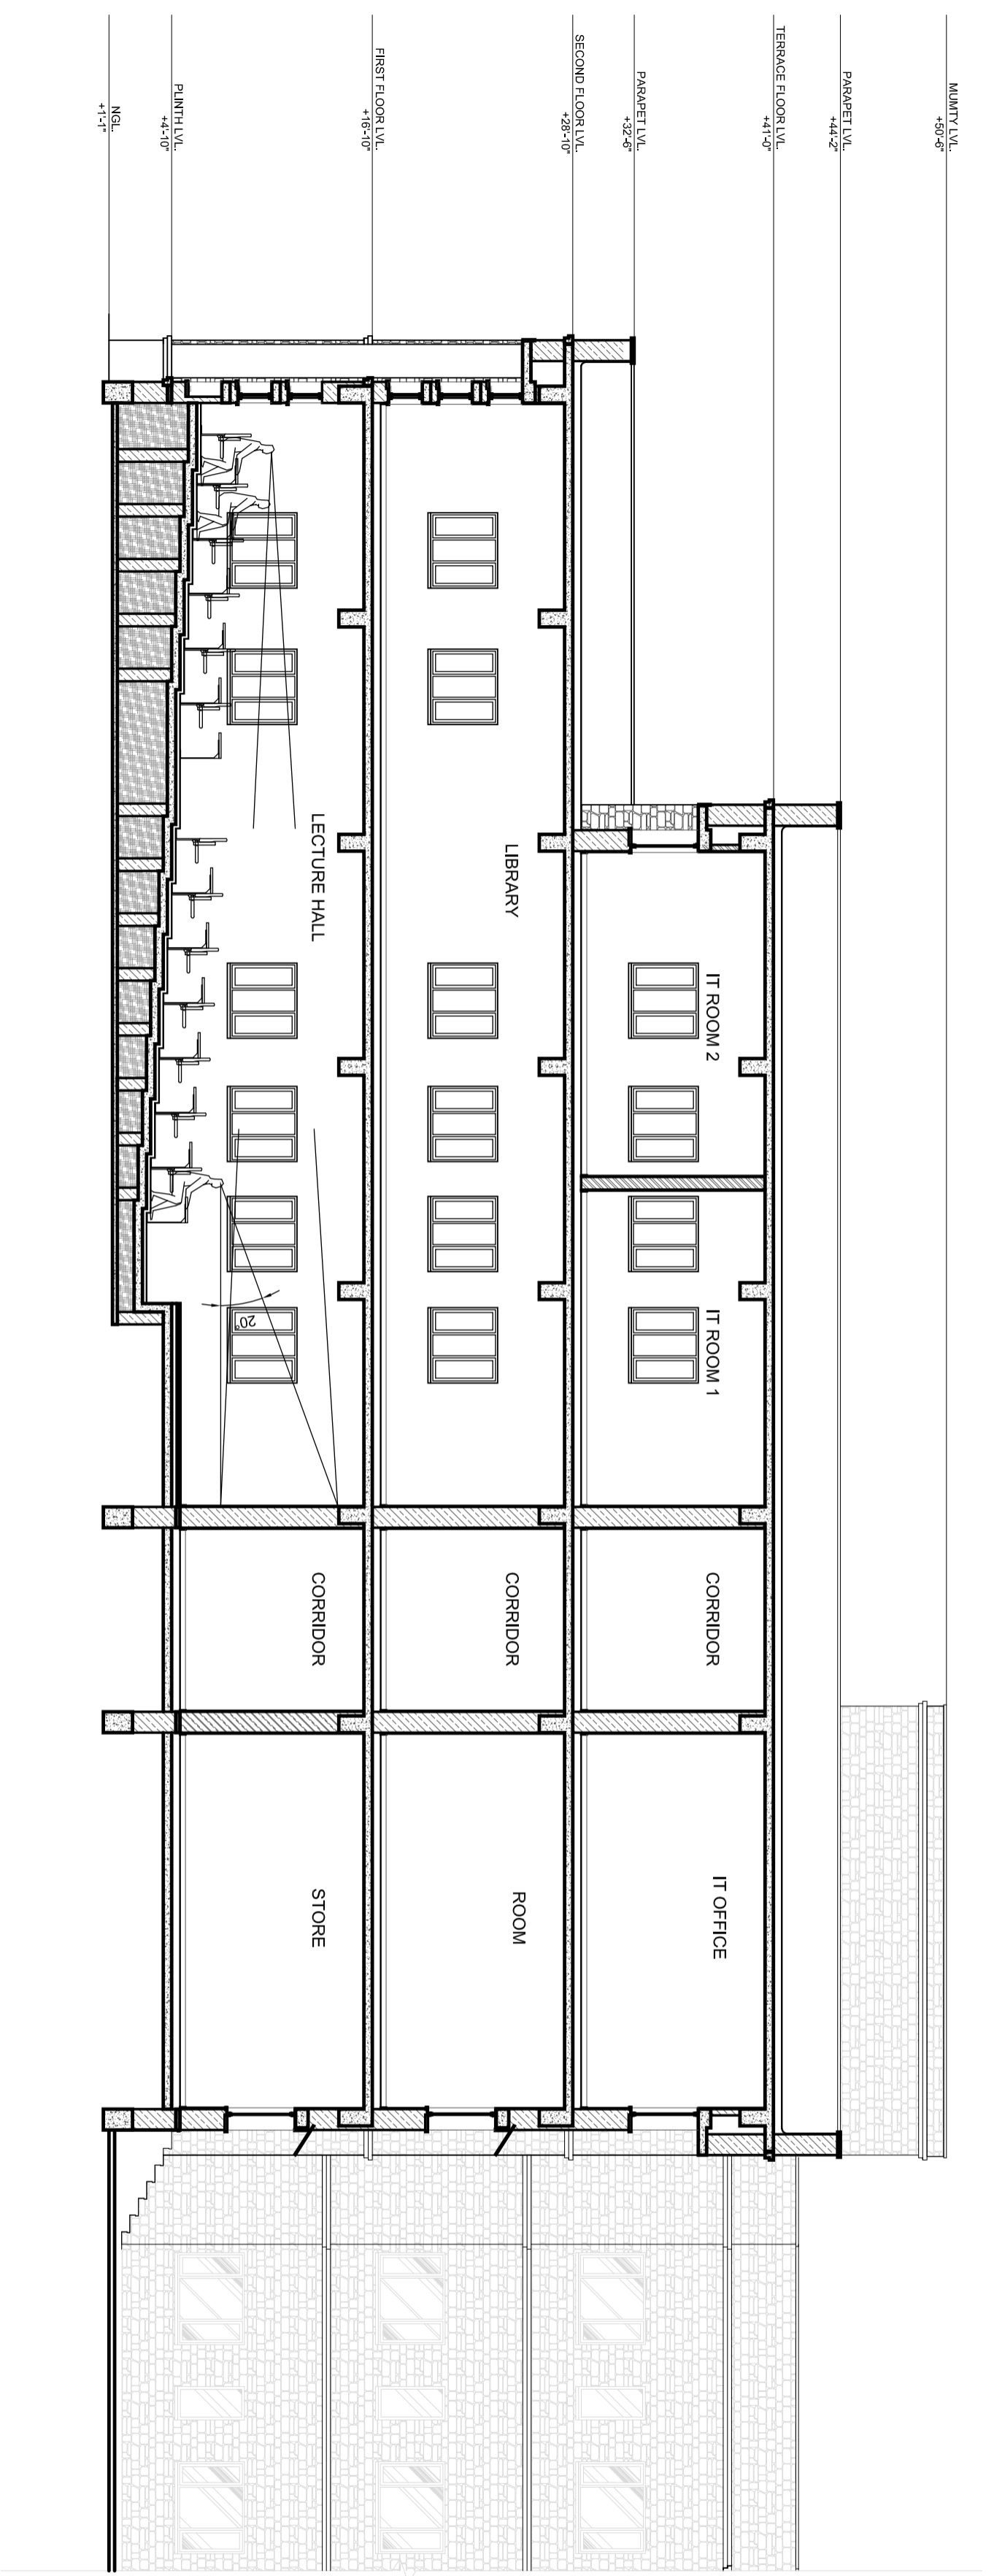 MUMTY LVL.
+50'-6"
PARAPET LVL.
+44'-2"
TERRACE FLOOR LVL.
+41'-0"
PARAPET LVL.
+32'-6"
SECOND FLOOR LVL.
+28'-10"
FIRST FLOOR LVL.
+16'-10"
PLINTH LVL.
+4'-10"
NGL.
+1'-1"
IT ROOM 2
IT ROOM 1
CORRIDOR
IT OFFICE
LIBRARY
CORRIDOR
ROOM
LECTURE HALL
20°
CORRIDOR
STORE